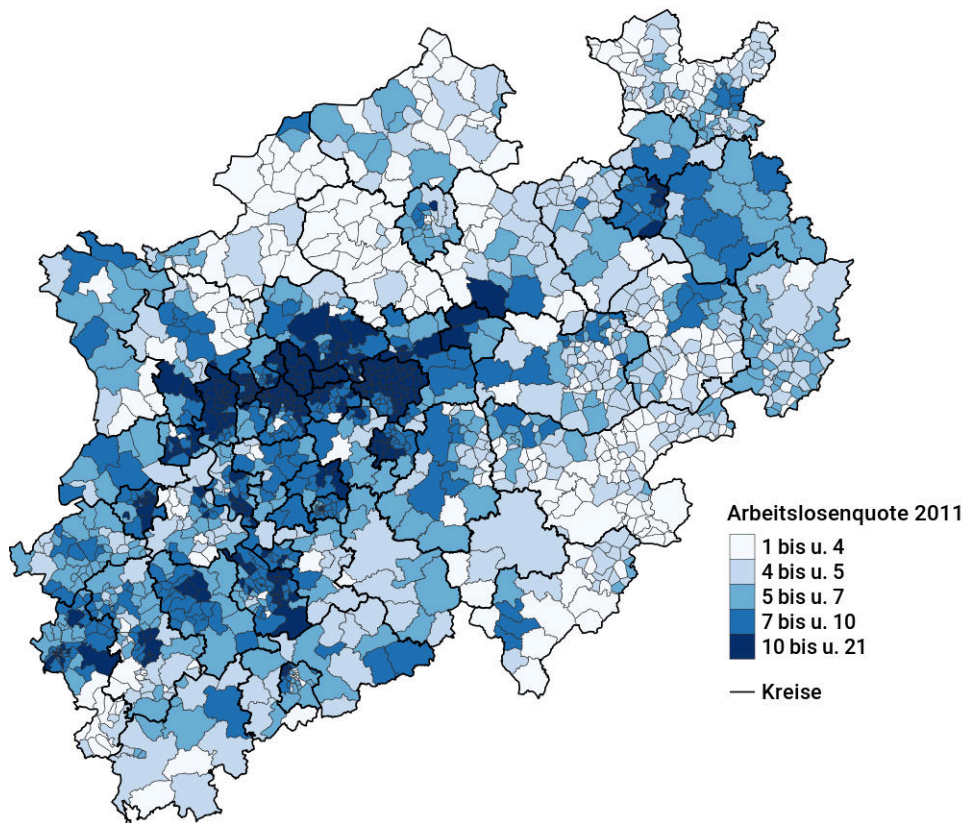 Arbeitslosenquote 2011
1 bis u. 4
4 bis u. 5
5 bis u. 7
7 bis u. 10
10 bis u. 21
Kreise